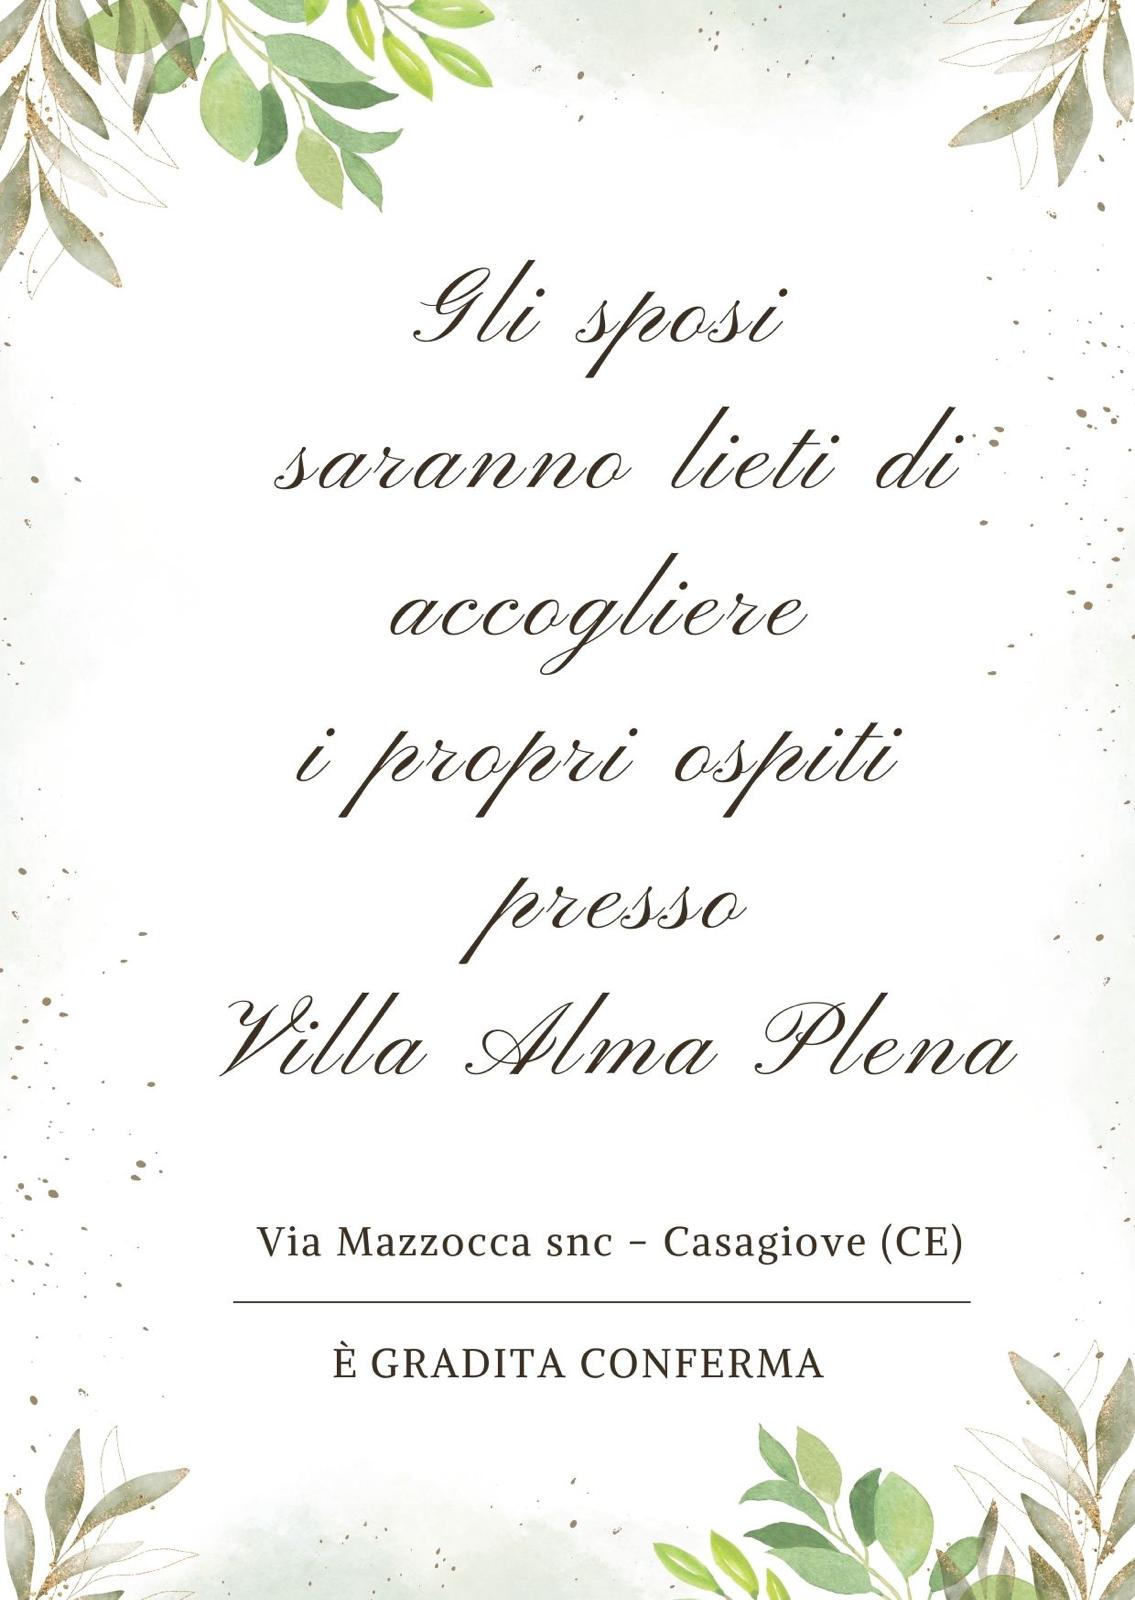 Gli sposi
saranno lieti di
accogliere
i propri ospiti
presso
Villa Alma Plena
Via Mazzocca snc - Casagiove (CE)
È GRADITA CONFERMA